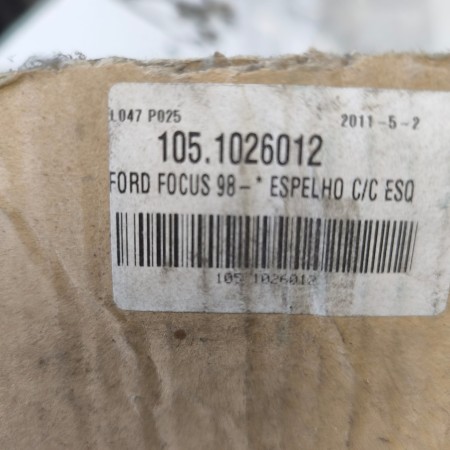 L047 P025 2011-5-2
105.1026012
FORD FOCUS 98-* ESPELHO C/C ESQ
105.1026012